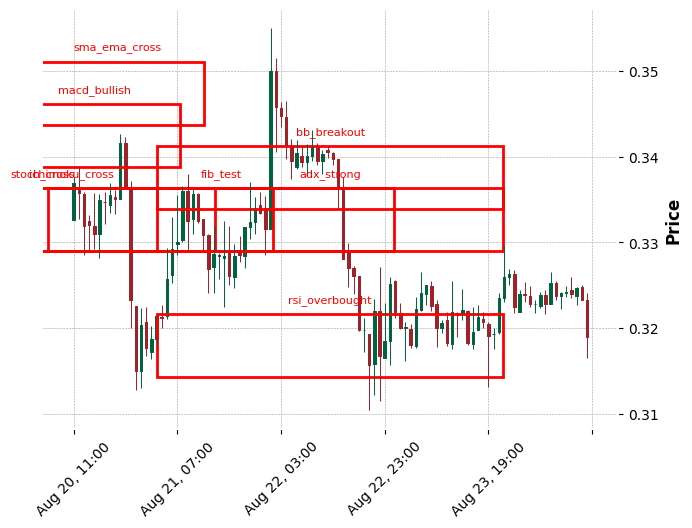 sma_ema_cross
0.35
macd_bullish
bb_breakout
0.34
fib_test
adx_strong
Price
0.33
rsi_overbought
0.32
0.31
Aug 20, 11:00
Aug 21, 07:00
Aug 22, 03:00
Aug 22, 23:00
Aug 23, 19:00